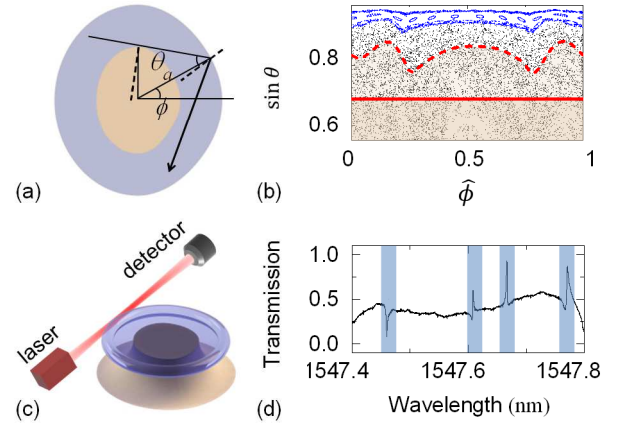 (a)
θ
ϕ
(b)
sin θ
0.8
0.6
0
0.5
1
ϕ̂
(c)
laser
detector
(d)
Transmission
1.0
0.5
0.0
1547.4
1547.6
1547.8
Wavelength (nm)